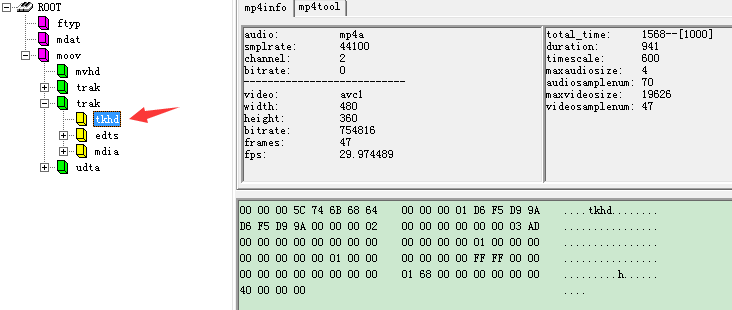 ROOT
ftyp
mdat
moov
mvhd
trak
trak
tkhd
edts
mdia
udta
mp4info mp4tool
audio: mp4a
smplrate: 44100
channel: 2
bitrate: 0
---------------------------
video: avc1
width: 480
height: 360
bitrate: 754816
frames: 47
fps: 29.974489
total_time: 1568--[1000]
duration: 941
timescale: 600
maxaudiosize: 4
audiosamplenum: 70
maxvideosize: 19626
videosamplenum: 47
00 00 00 5C 74 6B 68 64 00 00 00 01 D6 F5 D9 9A ....tkhd........
D6 F5 D9 9A 00 00 00 02 00 00 00 00 00 00 03 AD ................
00 00 00 00 00 00 00 00 00 00 00 00 01 00 00 00 ................
00 00 00 00 00 01 00 00 00 00 00 00 FF FF 00 00 ................
00 00 00 00 00 00 00 00 01 68 00 00 00 00 00 00 .........h......
40 00 00 00 ....